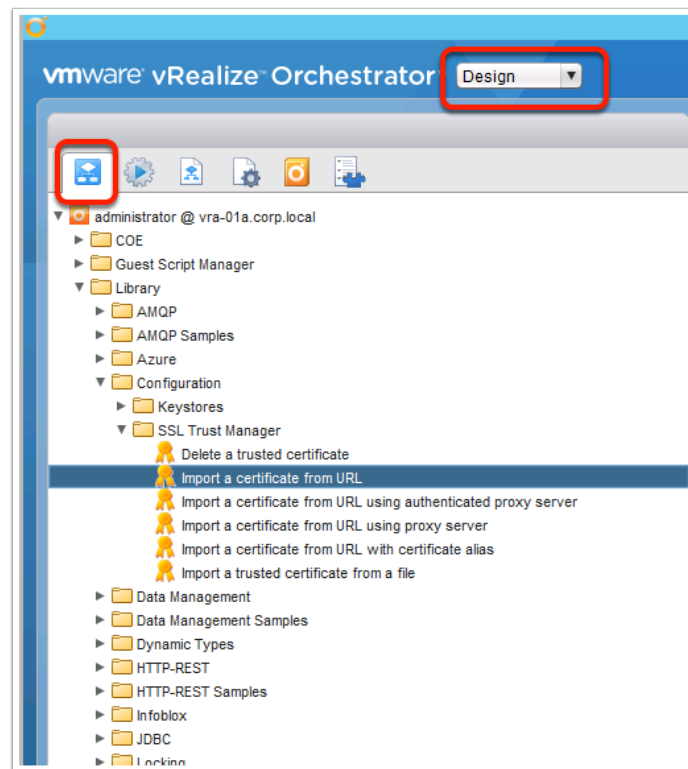 vmware vRealize™ Orchestrator Design
administrator @ vra-01a.corp.local
COE
Guest Script Manager
Library
AMQP
AMQP Samples
Azure
Configuration
Keystores
SSL Trust Manager
Delete a trusted certificate
Import a certificate from URL
Import a certificate from URL using authenticated proxy server
Import a certificate from URL using proxy server
Import a certificate from URL with certificate alias
Import a trusted certificate from a file
Data Management
Data Management Samples
Dynamic Types
HTTP-REST
HTTP-REST Samples
Infoblox
JDBC
Locking